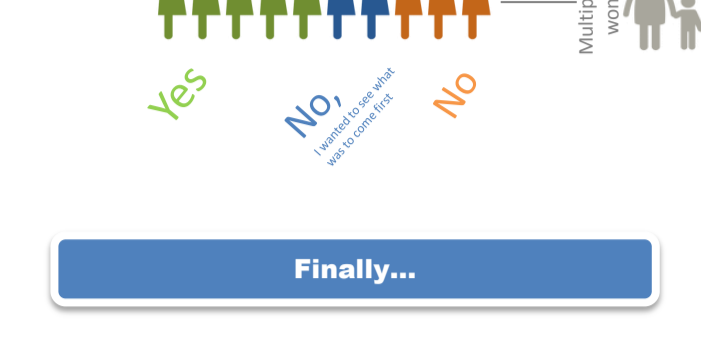 Yes
No,
I wanted to see what
was to come first
No
Finally...